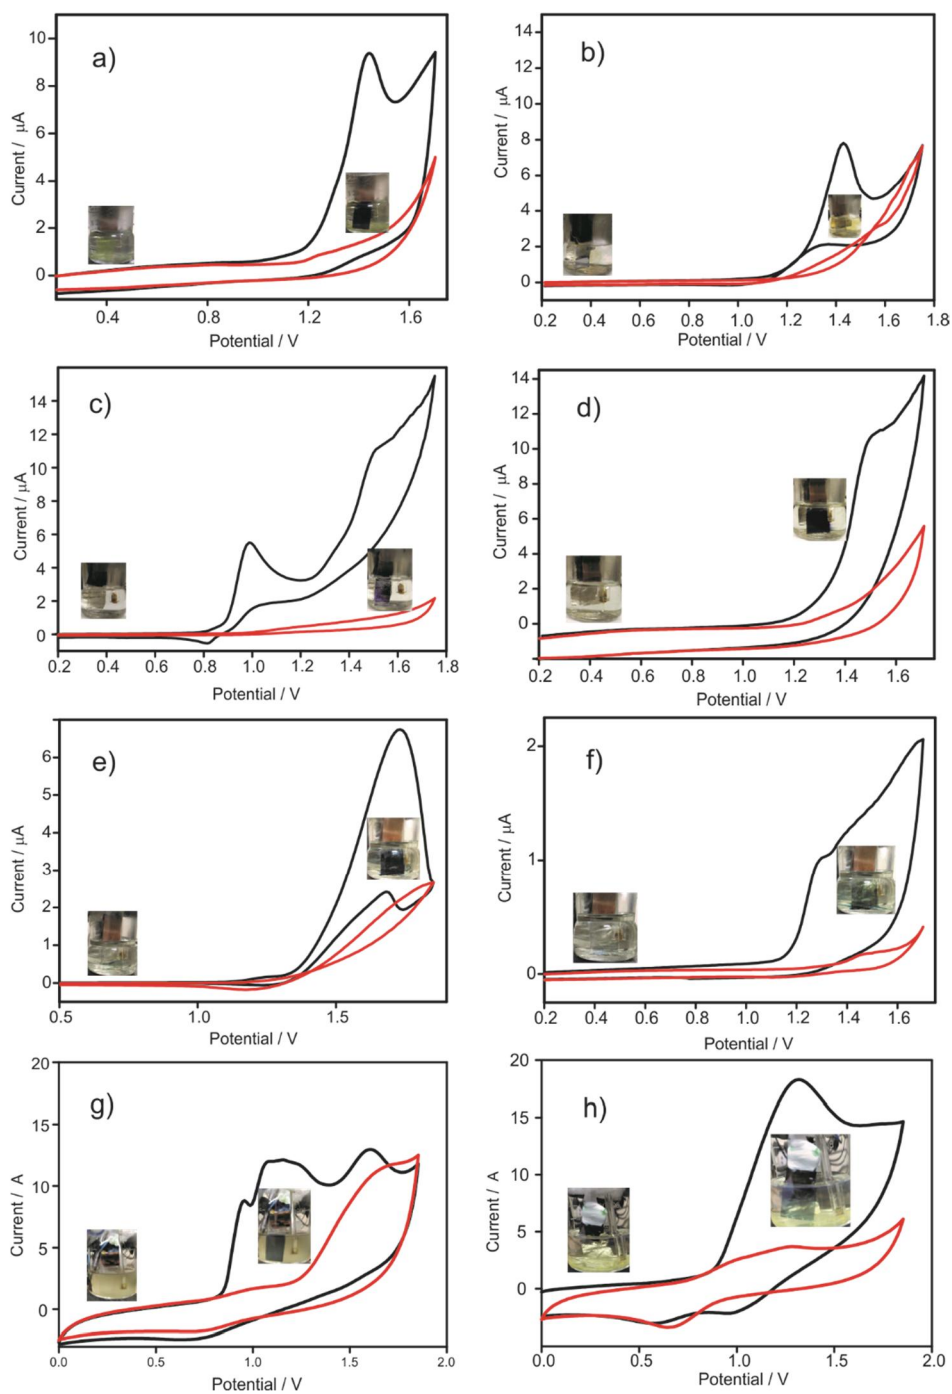 a)
10
8
6
4
2
0
Current / μA
0.4 0.8 1.2 1.6
Potential / V
b)
14
12
10
8
6
4
2
0
Current / μA
0.2 0.4 0.6 0.8 1.0 1.2 1.4 1.6 1.8
Potential / V
c)
14
12
10
8
6
4
2
0
Current / μA
0.2 0.4 0.6 0.8 1.0 1.2 1.4 1.6 1.8
Potential / V
d)
14
12
10
8
6
4
2
0
Current / μA
0.2 0.4 0.6 0.8 1.0 1.2 1.4 1.6
Potential / V
e)
6
5
4
3
2
1
0
Current / μA
0.5 1.0 1.5
Potential / V
f)
2
1
0
Current / μA
0.2 0.4 0.6 0.8 1.0 1.2 1.4 1.6
Potential / V
g)
20
15
10
5
0
Current / A
0.0 0.5 1.0 1.5 2.0
Potential / V
h)
20
15
10
5
0
Current / A
0.0 0.5 1.0 1.5 2.0
Potential / V